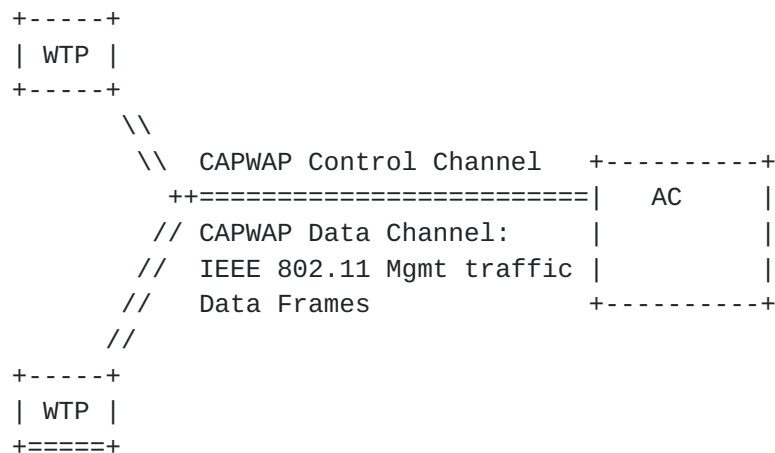 +-----+
| WTP |
+-----+
       \\
        \\  CAPWAP Control Channel   +----------+
          ++=========================|   AC     |
         // CAPWAP Data Channel:     |          |
        //  IEEE 802.11 Mgmt traffic |          |
       //   Data Frames              +----------+
      //
+-----+
| WTP |
+=====+